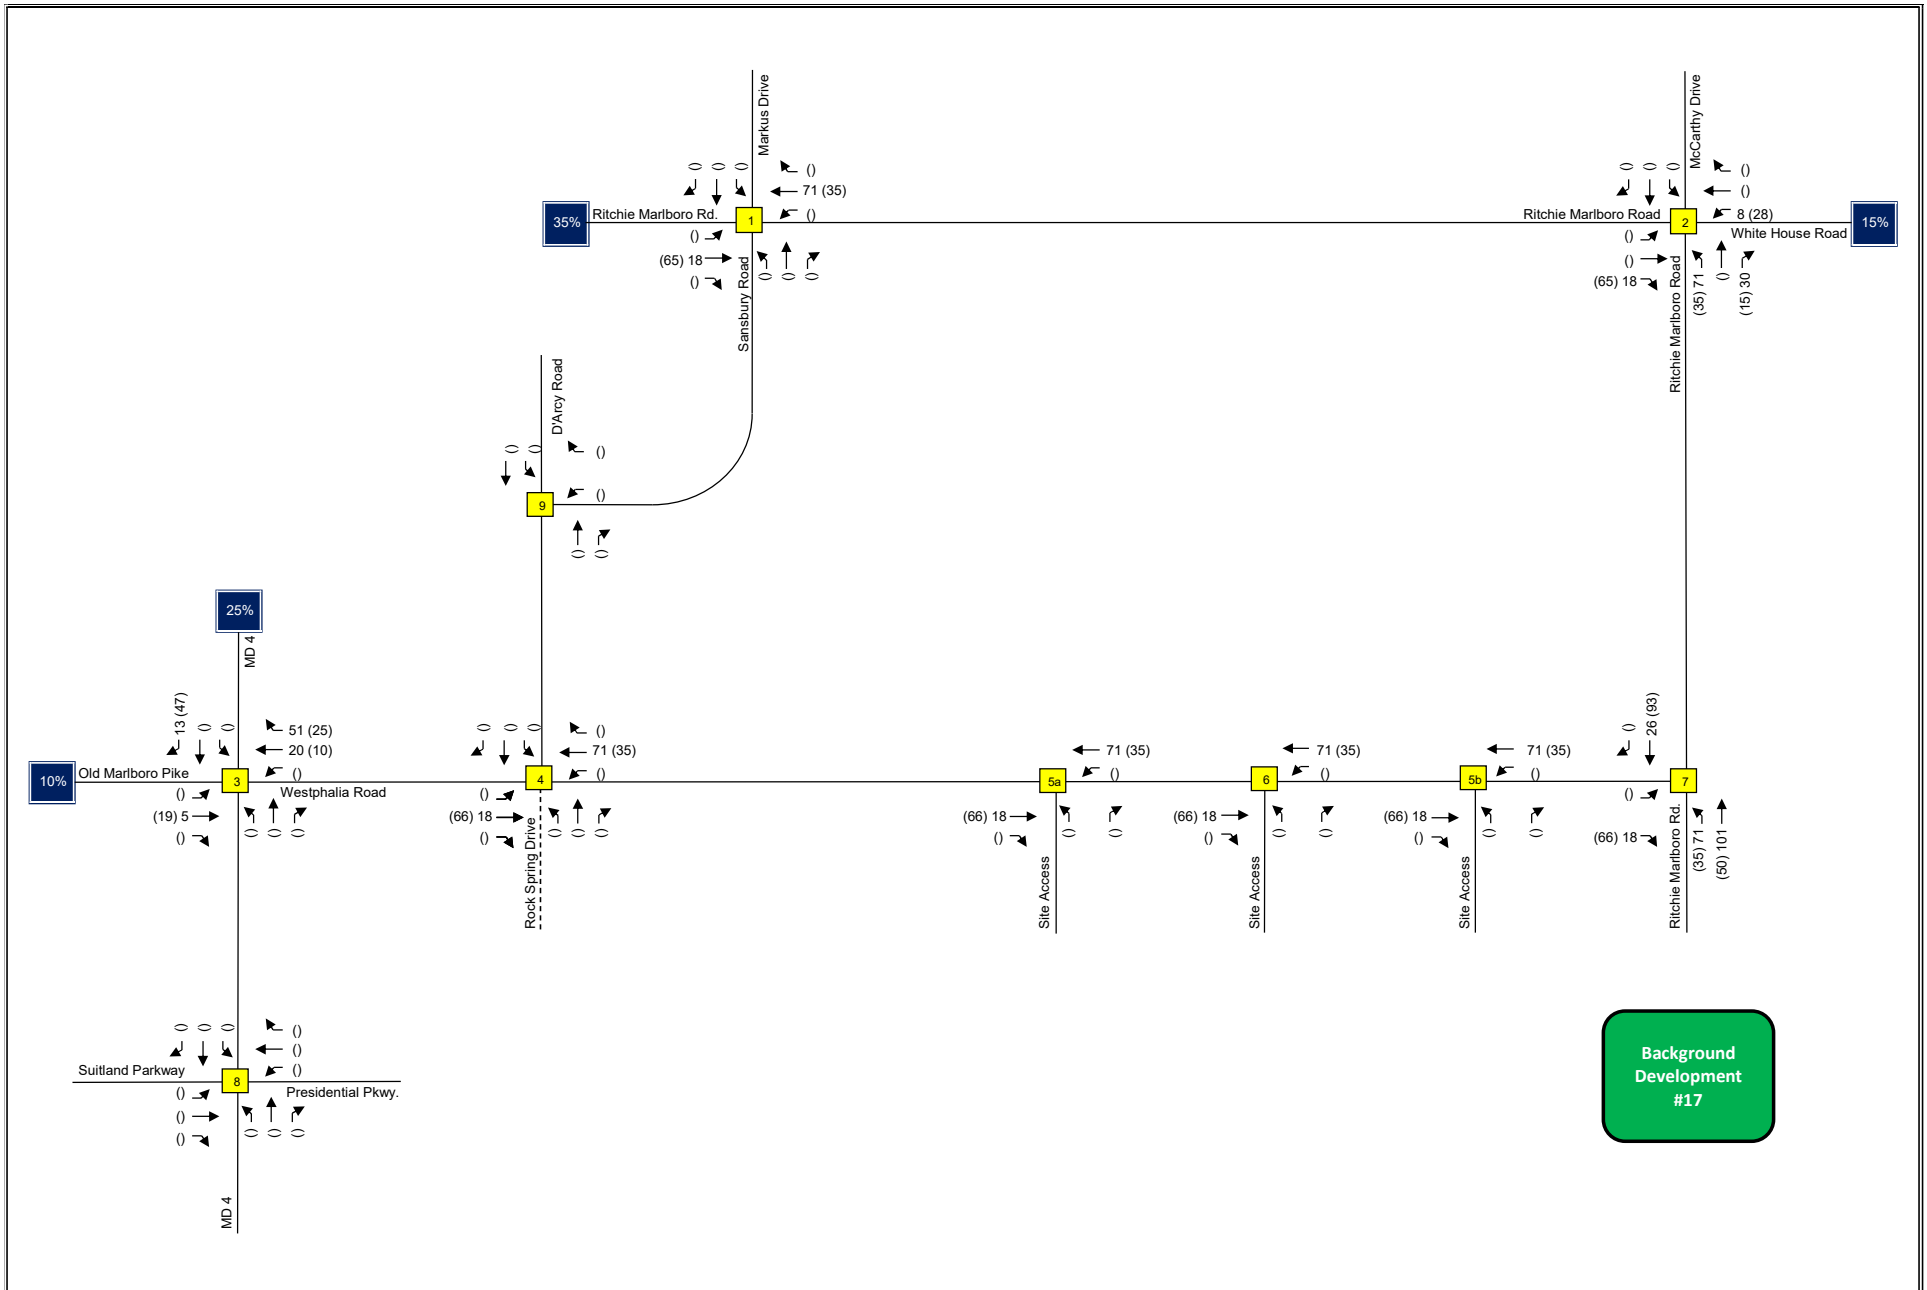 Markus Drive
() () ()
()
71 (35)
()
35%
Ritchie Marlboro Rd.
1
()
(65) 18
()
() () ()
Sansbury Road
McCarthy Drive
() () ()
()
()
8 (28)
Ritchie Marlboro Road
2
White House Road
15%
()
()
(65) 18
(35) 71
()
(15) 30
Ritchie Marlboro Road
D'Arcy Road
() ()
()
()
9
() ()
25%
MD 4
13 (47)
() ()
51 (25)
20 (10)
()
10%
Old Marlboro Pike
3
Westphalia Road
()
(19) 5
()
() () ()
() () ()
()
71 (35)
()
4
()
(66) 18
()
() () ()
Rock Spring Drive
71 (35)
()
5a
(66) 18
()
() ()
Site Access
71 (35)
()
6
(66) 18
()
() ()
Site Access
71 (35)
()
5b
(66) 18
()
() ()
Site Access
()
26 (93)
7
()
(66) 18
(35) 71
(50) 101
Ritchie Marlboro Rd.
() () ()
()
()
()
Suitland Parkway
8
Presidential Pkwy.
()
()
()
() () ()
MD 4
Background
Development
#17